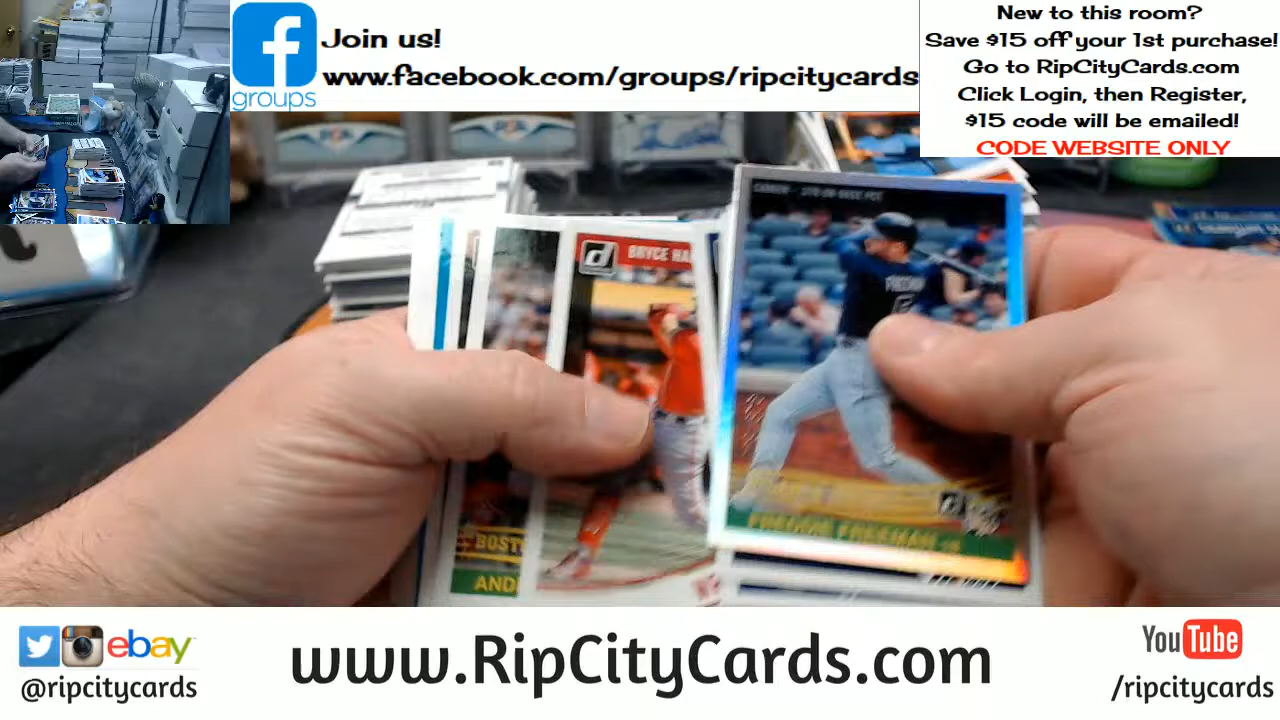 Join us!
www.facebook.com/groups/ripcitycards
groups
New to this room?
Save $15 off your 1st purchase!
Go to RipCityCards.com
Click Login, then Register,
$15 code will be emailed!
CODE WEBSITE ONLY
BRYCE HA
FREDDIE FREEMAN 1B
BOST
AND
ebay
@ripcitycards
www.RipCityCards.com
YouTube
/ripcitycards